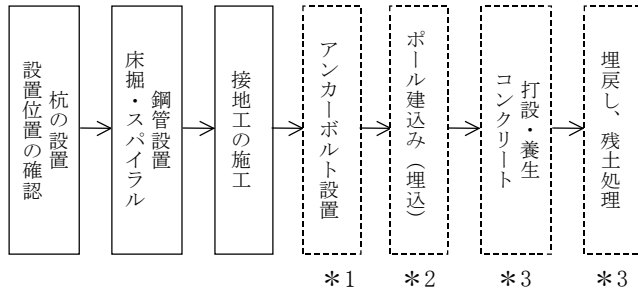 設置位置の確認
杭の設置
床掘・スパイラル
鋼管設置
接地工の施工
アンカーボルト設置
ポール建込み（埋込）
コンクリート
打設・養生
埋戻し、残土処理
＊1
＊2
＊3
＊3